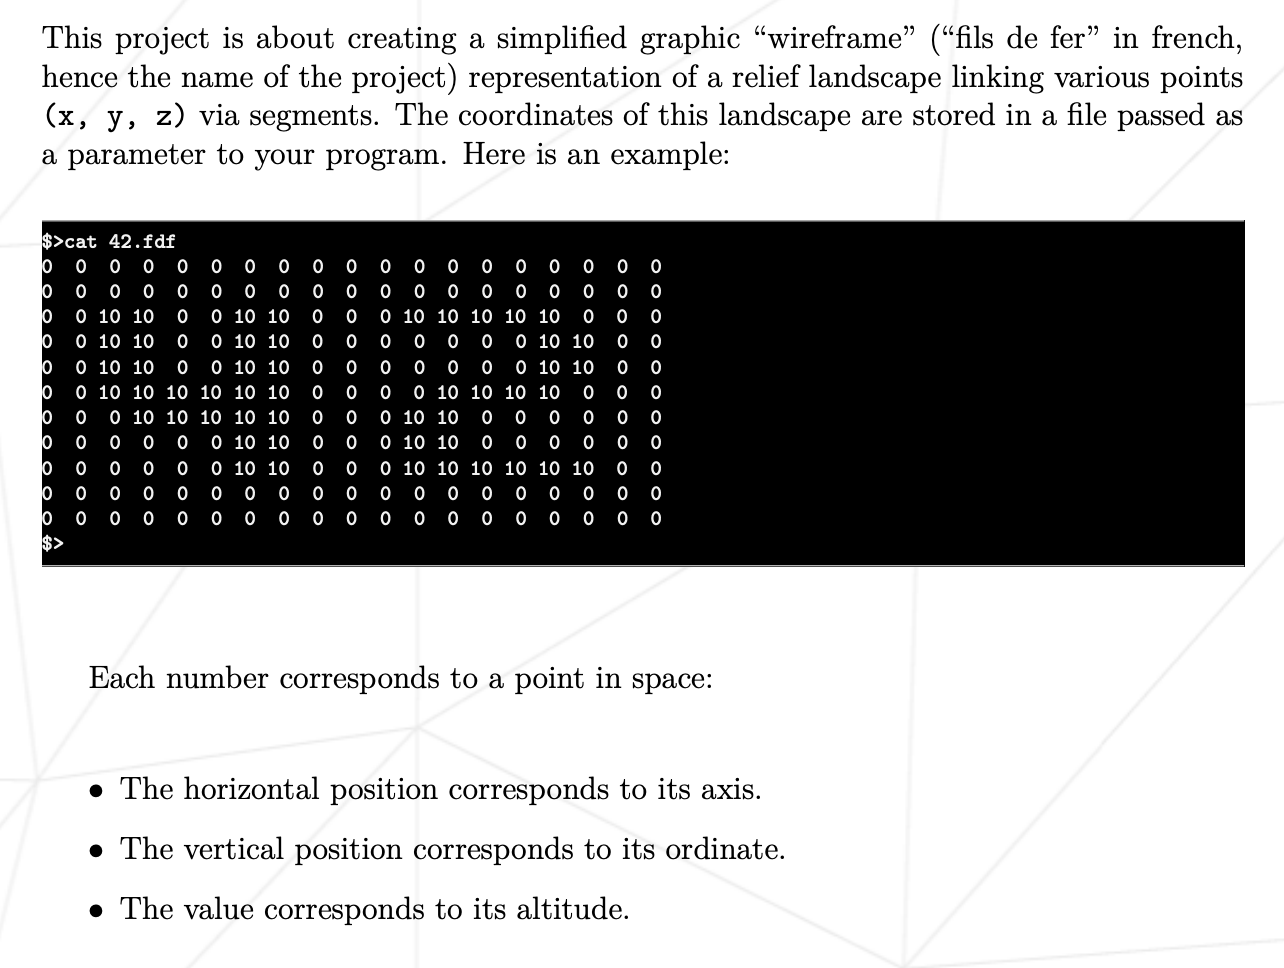 This project is about creating a simplified graphic “wireframe” (“fils de fer” in french,
hence the name of the project) representation of a relief landscape linking various points
(x, y, z) via segments. The coordinates of this landscape are stored in a file passed as
a parameter to your program. Here is an example:
$>cat 42.fdf
0 0 0 0 0 0 0 0 0 0 0 0 0 0 0 0 0 0 0
0 0 0 0 0 0 0 0 0 0 0 0 0 0 0 0 0 0 0
0 0 10 10 0 0 10 10 0 0 0 10 10 10 10 10 0 0 0
0 0 10 10 0 0 10 10 0 0 0 0 0 0 0 10 10 0 0
0 0 10 10 0 0 10 10 0 0 0 0 0 0 0 10 10 0 0
0 0 10 10 10 10 10 10 0 0 0 0 10 10 10 10 0 0 0
0 0 0 10 10 10 10 10 0 0 0 10 10 0 0 0 0 0 0
0 0 0 0 0 0 10 10 0 0 0 10 10 0 0 0 0 0 0
0 0 0 0 0 0 10 10 0 0 0 10 10 10 10 10 10 0 0
0 0 0 0 0 0 0 0 0 0 0 0 0 0 0 0 0 0 0
0 0 0 0 0 0 0 0 0 0 0 0 0 0 0 0 0 0 0
$>
Each number corresponds to a point in space:
• The horizontal position corresponds to its axis.
• The vertical position corresponds to its ordinate.
• The value corresponds to its altitude.